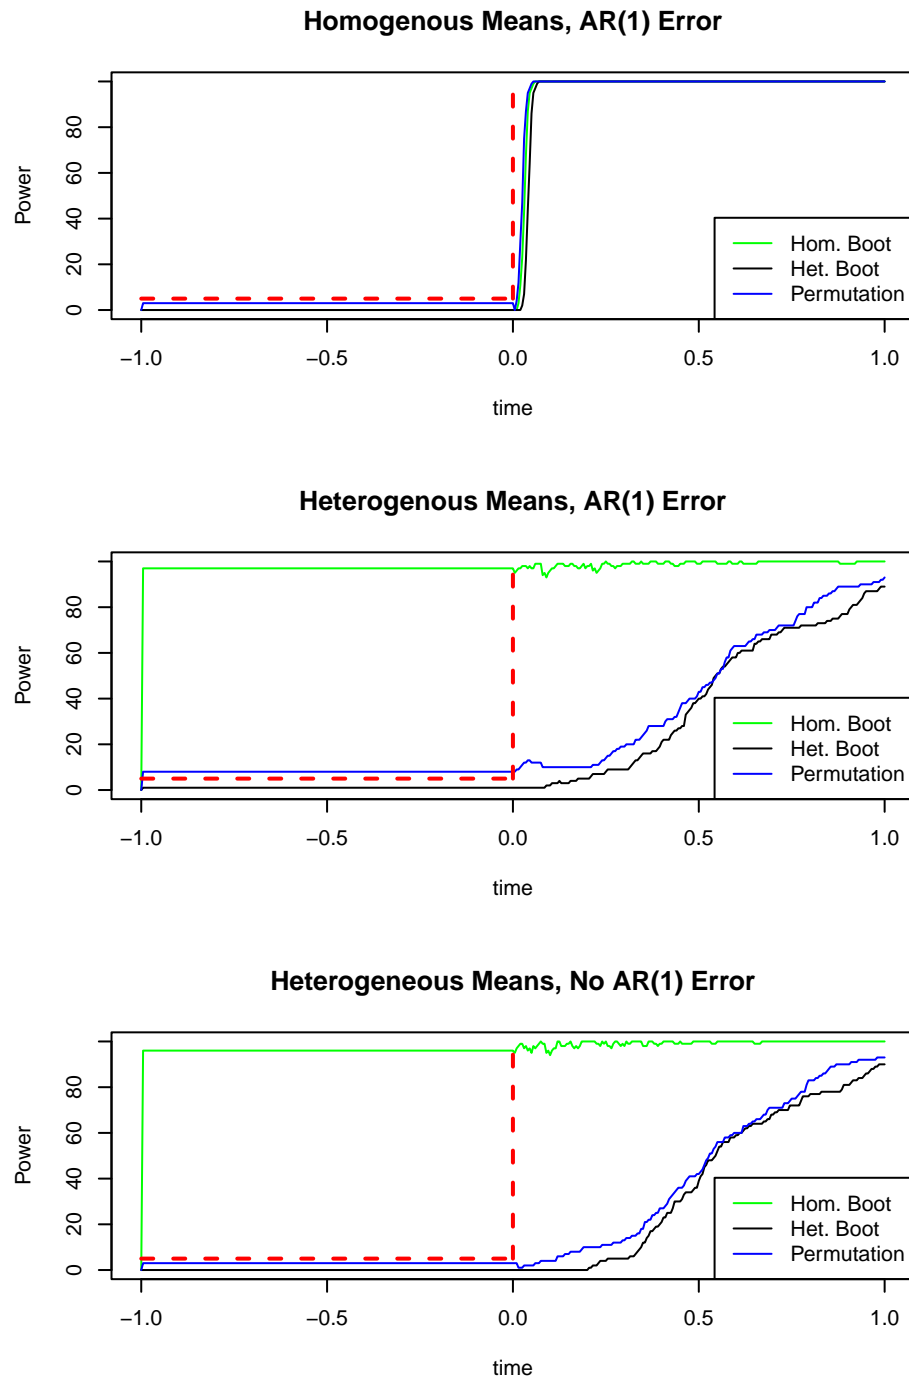 Homogenous Means, AR(1) Error
Power
0
20
40
60
80
−1.0
−0.5
0.0
0.5
1.0
time
Hom. Boot
Het. Boot
Permutation
Heterogenous Means, AR(1) Error
Power
0
20
40
60
80
−1.0
−0.5
0.0
0.5
1.0
time
Hom. Boot
Het. Boot
Permutation
Heterogeneous Means, No AR(1) Error
Power
0
20
40
60
80
−1.0
−0.5
0.0
0.5
1.0
time
Hom. Boot
Het. Boot
Permutation